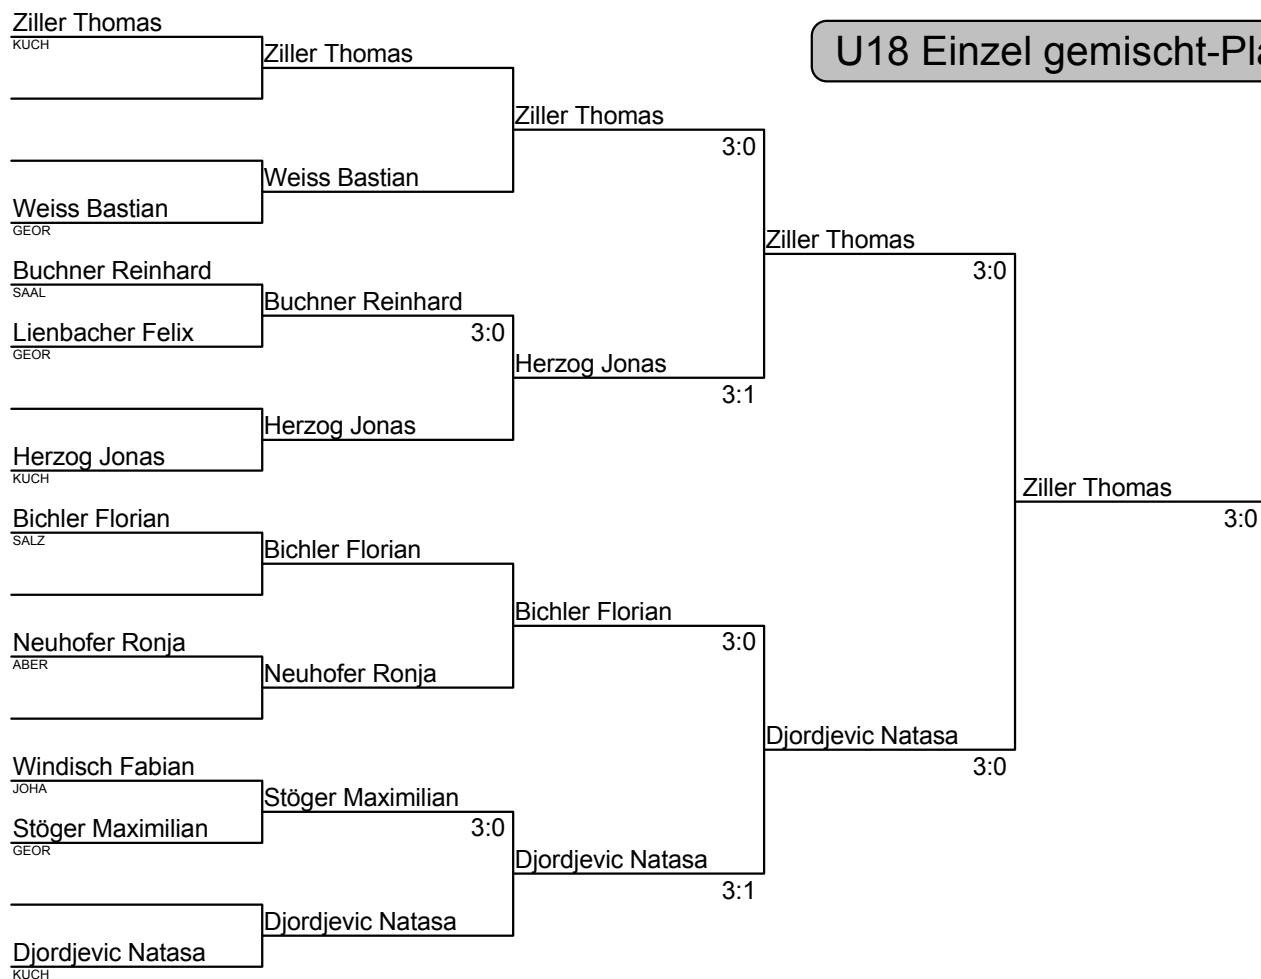 Ziller Thomas
KUCH
Ziller Thomas
U18 Einzel gemischt-Pla
Ziller Thomas
3:0
Weiss Bastian
Weiss Bastian
GEOR
Ziller Thomas
3:0
Buchner Reinhard
SAAL
Buchner Reinhard
3:0
Lienbacher Felix
GEOR
Herzog Jonas
3:1
Herzog Jonas
Herzog Jonas
KUCH
Ziller Thomas
3:0
Bichler Florian
SALZ
Bichler Florian
Bichler Florian
3:0
Neuhofer Ronja
ABER
Neuhofer Ronja
Djordjevic Natasa
3:0
Windisch Fabian
JOHA
Stöger Maximilian
3:0
Stöger Maximilian
GEOR
Djordjevic Natasa
3:1
Djordjevic Natasa
Djordjevic Natasa
KUCH